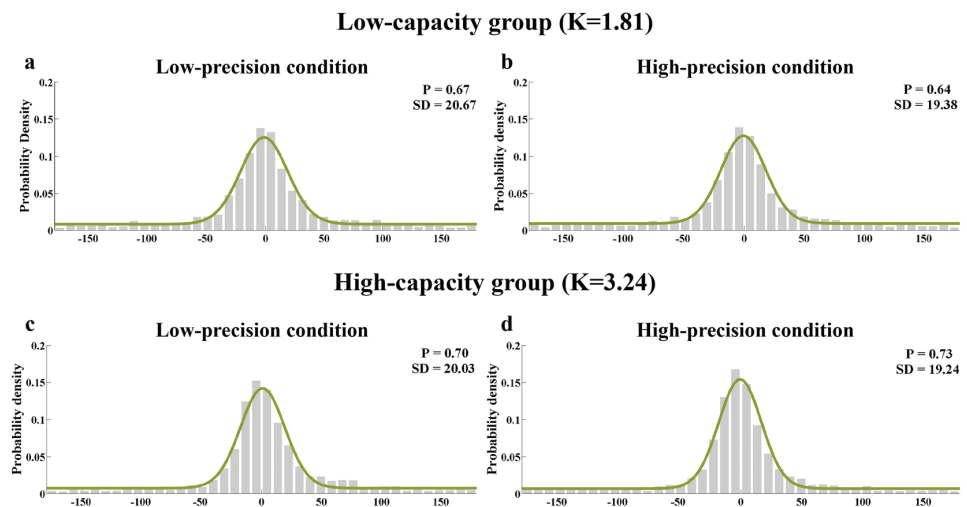 Low-capacity group (K=1.81)
a
Low-precision condition
P = 0.67
SD = 20.67
Probability Density
0.2
0.15
0.1
0.05
0
-150
-100
-50
0
50
100
150
b
High-precision condition
P = 0.64
SD = 19.38
Probability density
0.2
0.15
0.1
0.05
0
-150
-100
-50
0
50
100
150
High-capacity group (K=3.24)
c
Low-precision condition
P = 0.70
SD = 20.03
Probability density
0.2
0.15
0.1
0.05
0
-150
-100
-50
0
50
100
150
d
High-precision condition
P = 0.73
SD = 19.24
Probability density
0.2
0.15
0.1
0.05
0
-150
-100
-50
0
50
100
150